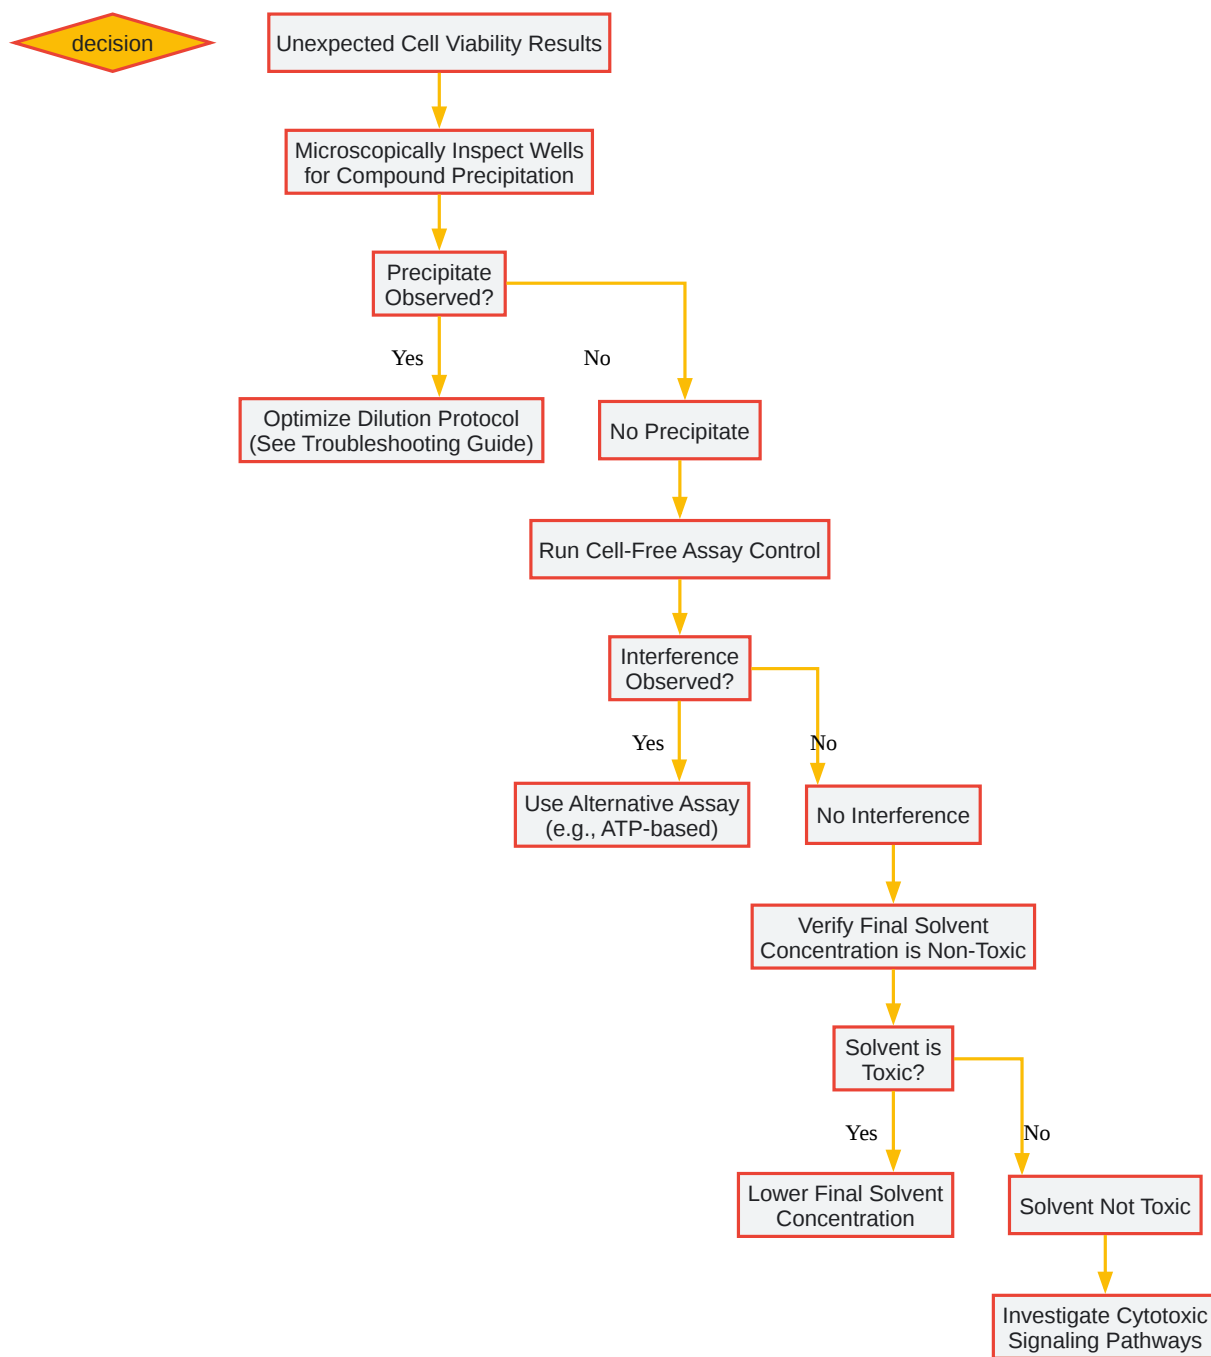 decision
Unexpected Cell Viability Results
Microscopically Inspect Wells
for Compound Precipitation
Precipitate
Observed?
Yes
No
Optimize Dilution Protocol
(See Troubleshooting Guide)
No Precipitate
Run Cell-Free Assay Control
Interference
Observed?
Yes
No
Use Alternative Assay
(e.g., ATP-based)
No Interference
Verify Final Solvent
Concentration is Non-Toxic
Solvent is
Toxic?
Yes
No
Lower Final Solvent
Concentration
Solvent Not Toxic
Investigate Cytotoxic
Signaling Pathways